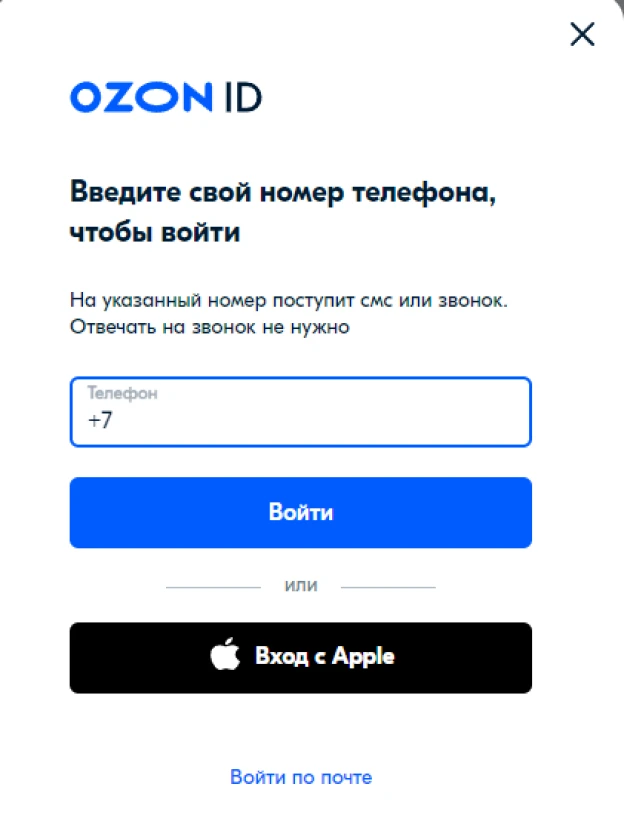 OZON ID
Введите свой номер телефона,
чтобы войти
На указанный номер поступит смс или звонок.
Отвечать на звонок не нужно
Телефон
+7
Войти
или
Вход с Apple
Войти по почте